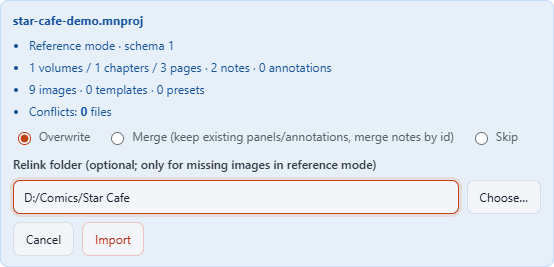 star-cafe-demo.mnproj
• Reference mode · schema 1
• 1 volumes / 1 chapters / 3 pages · 2 notes · 0 annotations
• 9 images · 0 templates · 0 presets
• Conflicts: 0 files
Overwrite Merge (keep existing panels/annotations, merge notes by id) Skip
Relink folder (optional; only for missing images in reference mode)
D:/Comics/Star Cafe Choose...
Cancel Import